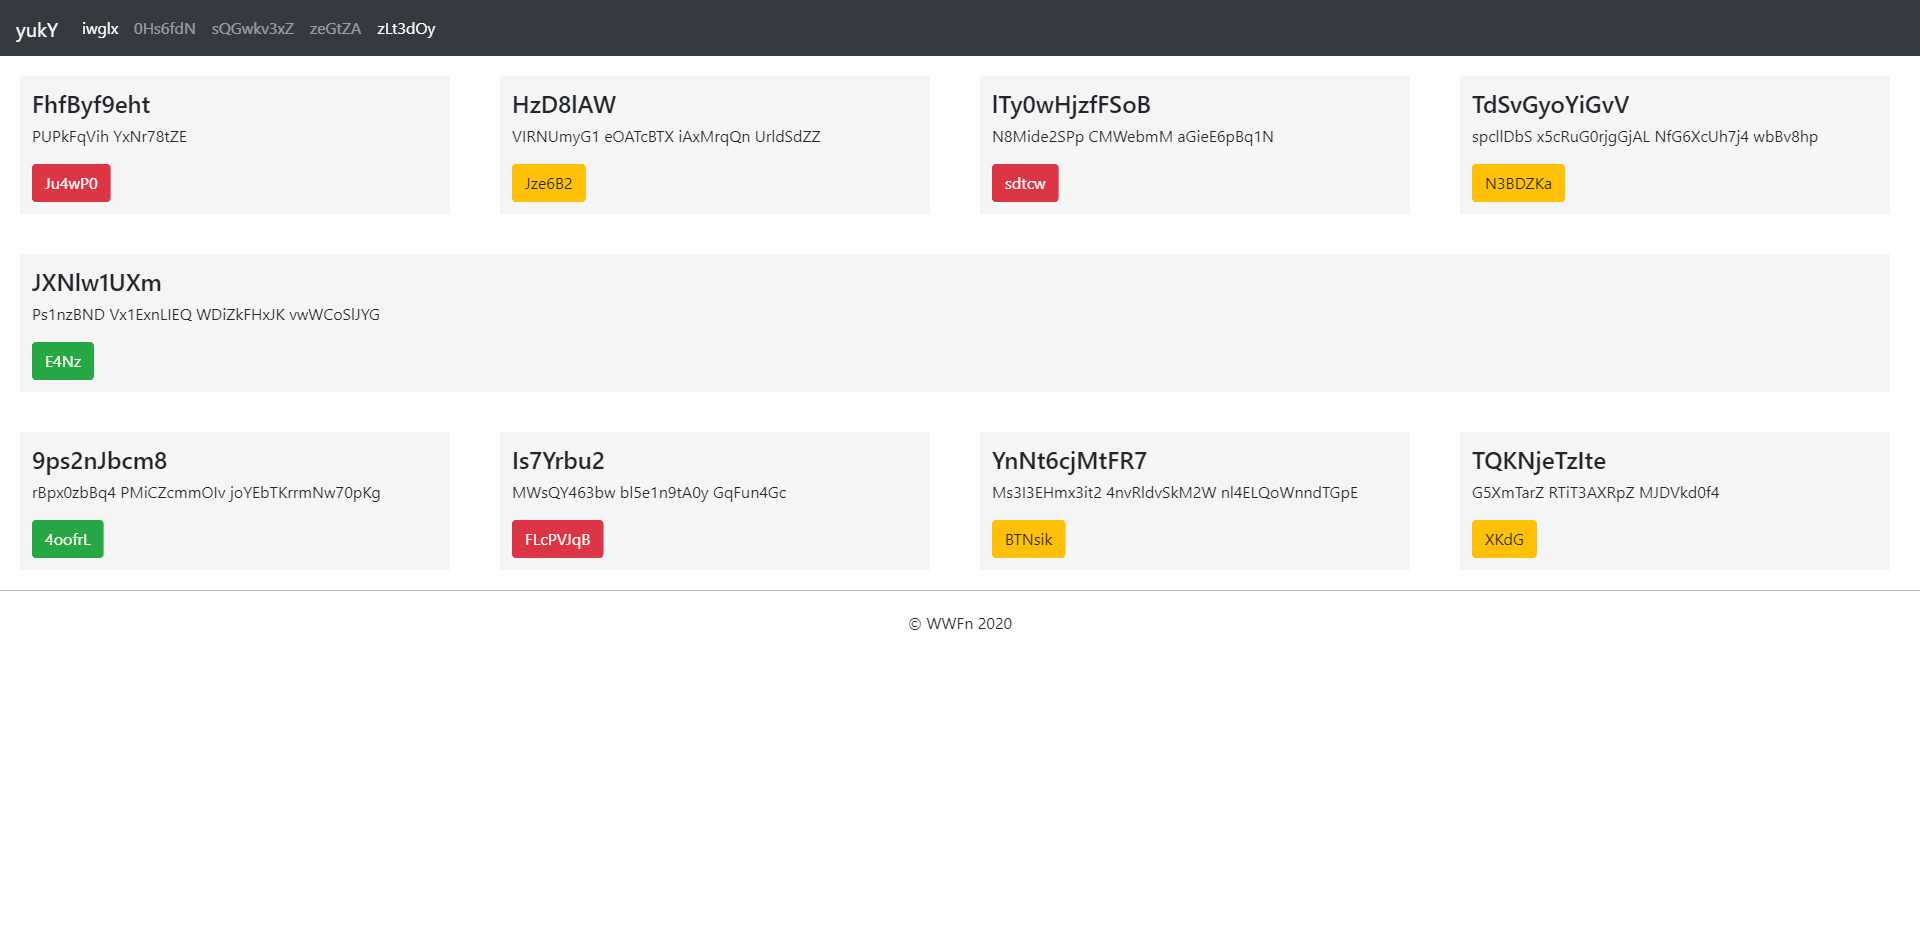 yukY iwglx 0Hs6fdN sQGwkv3xZ zeGtZA zLt3dOy
FhfByf9eht
PUPkFqVih YxNr78tZE
Ju4wP0
HzD8lAW
VIRNUmyG1 eOATcBTX iAxMrqQn UrldSdZZ
Jze6B2
lTy0wHjzfFSoB
N8Mide2SPp CMWebmM aGieE6pBq1N
sdtcw
TdSvGyoYiGvV
spcllDbS x5cRuG0rjgGjAL NfG6XcUh7j4 wbBv8hp
N3BDZKa
JXNlw1UXm
Ps1nzBND Vx1ExnLIEQ WDiZkFHxJK vwWCoSlJYG
E4Nz
9ps2nJbcm8
rBpx0zbBq4 PMiCZcmmOIv joYEbTKrrmNw70pKg
4oofrL
Is7Yrbu2
MWsQY463bw bl5e1n9tA0y GqFun4Gc
FLcPVJqB
YnNt6cjMtFR7
Ms3I3EHmx3it2 4nvRldvSkM2W nl4ELQoWnndTGpE
BTNsik
TQKNjeTzIte
G5XmTarZ RTiT3AXRpZ MJDVkd0f4
XKdG
© WWFn 2020